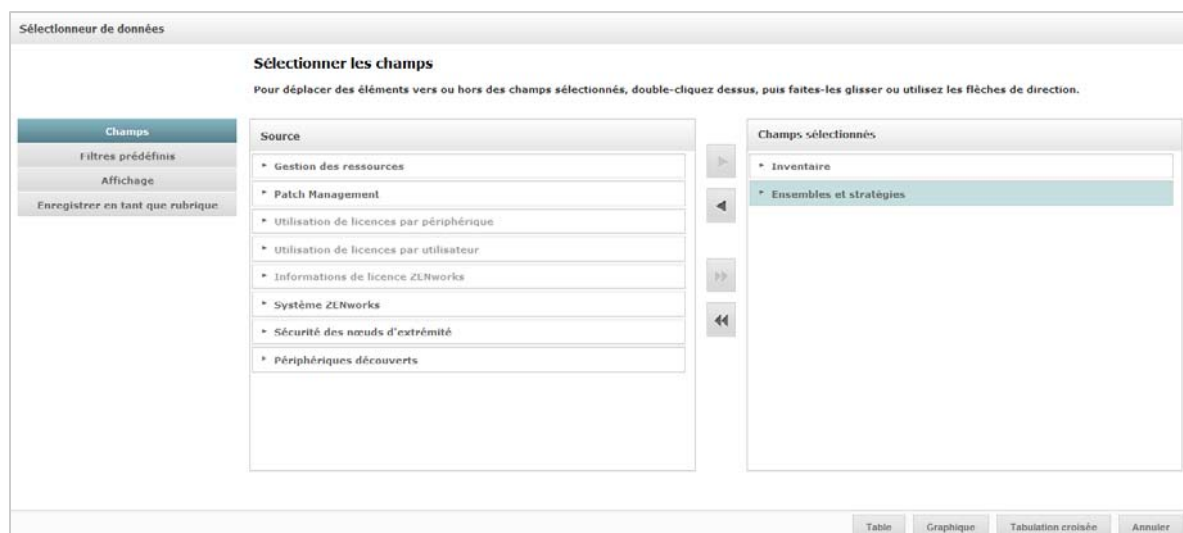 Sélectionneur de données
Sélectionner les champs
Pour déplacer des éléments vers ou hors des champs sélectionnés, double-cliquez dessus, puis faites-les glisser ou utilisez les flèches de direction.
Champs
Filtres prédéfinis
Affichage
Enregistrer en tant que rubrique
Source
Gestion des ressources
Patch Management
Utilisation de licences par périphérique
Utilisation de licences par utilisateur
Informations de licence ZENworks
Système ZENworks
Sécurité des nœuds d'extrémité
Périphériques découverts
Champs sélectionnés
Inventaire
Ensembles et stratégies
Table
Graphique
Tabulation croisée
Annuler